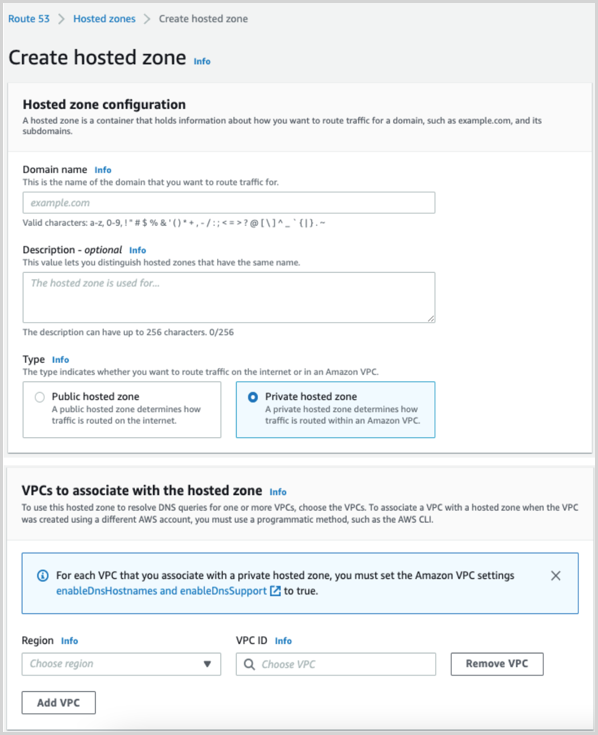 Route 53 > Hosted zones > Create hosted zone
Create hosted zone Info
Hosted zone configuration
A hosted zone is a container that holds information about how you want to route traffic for a domain, such as example.com, and its
subdomains.
Domain name Info
This is the name of the domain that you want to route traffic for.
example.com
Valid characters: a-z, 0-9, ! " # $ % & ' ( ) * + , - / : ; < = > ? @ [ \ ] ^ _ ` { | } . ~
Description - optional Info
This value lets you distinguish hosted zones that have the same name.
The hosted zone is used for...
The description can have up to 256 characters. 0/256
Type Info
The type indicates whether you want to route traffic on the internet or in an Amazon VPC.
Public hosted zone
A public hosted zone determines how
traffic is routed on the internet.
Private hosted zone
A private hosted zone determines how
traffic is routed within an Amazon VPC.
VPCs to associate with the hosted zone Info
To use this hosted zone to resolve DNS queries for one or more VPCs, choose the VPCs. To associate a VPC with a hosted zone when the VPC
was created using a different AWS account, you must use a programmatic method, such as the AWS CLI.
For each VPC that you associate with a private hosted zone, you must set the Amazon VPC settings
enableDnsHostnames and enableDnsSupport to true.
Region Info
Choose region
VPC ID Info
Choose VPC
Remove VPC
Add VPC